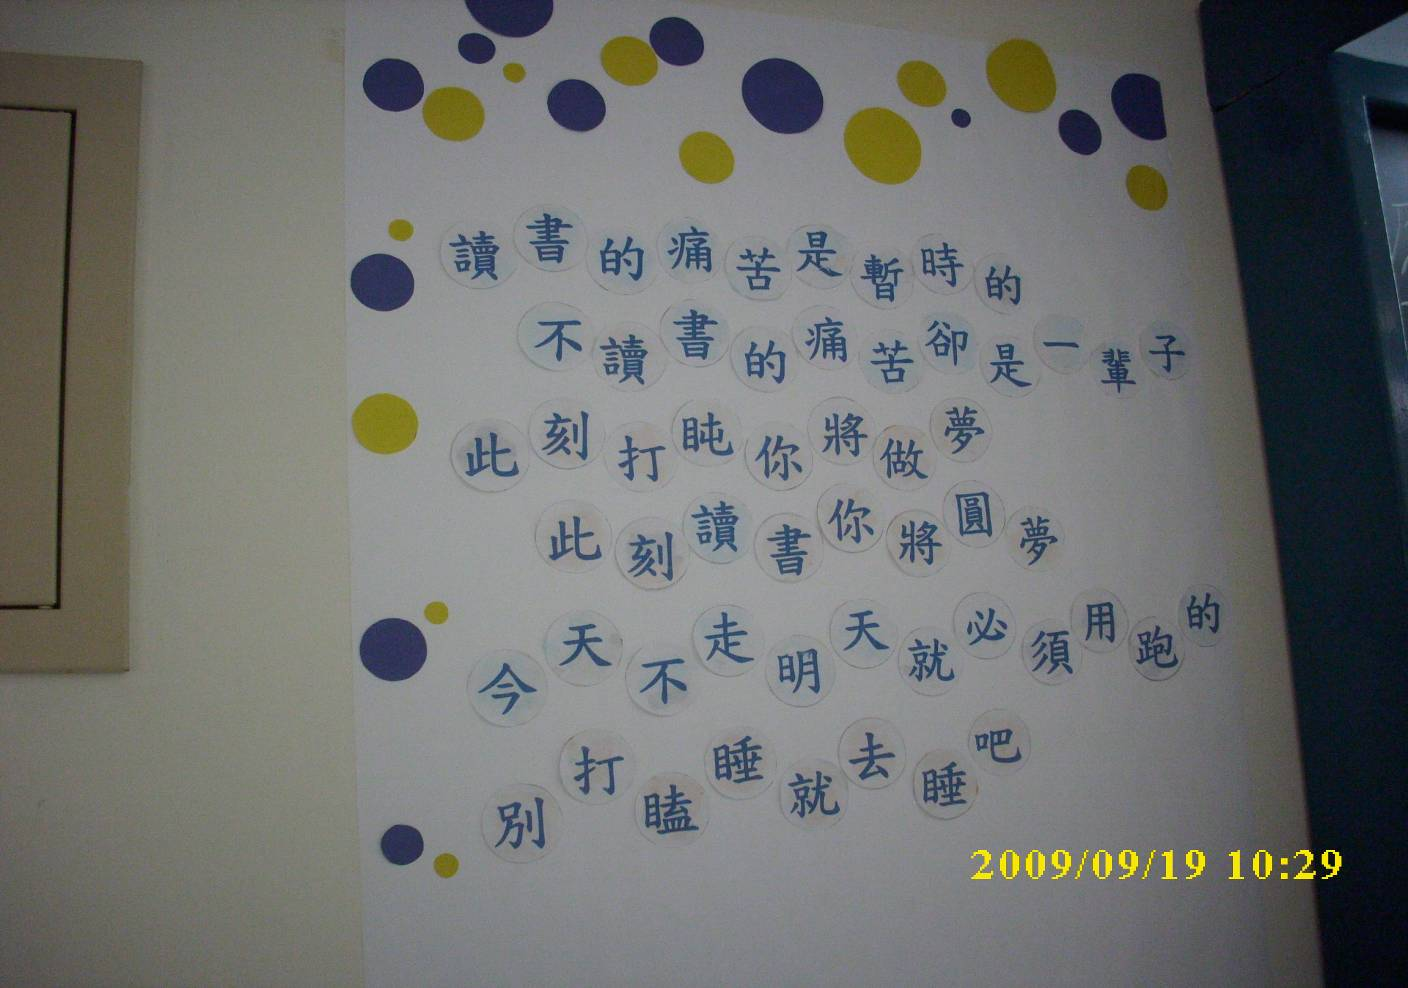 讀書的痛苦是暫時的
不讀書的痛苦卻是一輩子
此刻打盹你將做夢
此刻讀書你將圓夢
今天不走明天就必須用跑的
別打瞌睡就去睡吧
2009/09/19 10:29